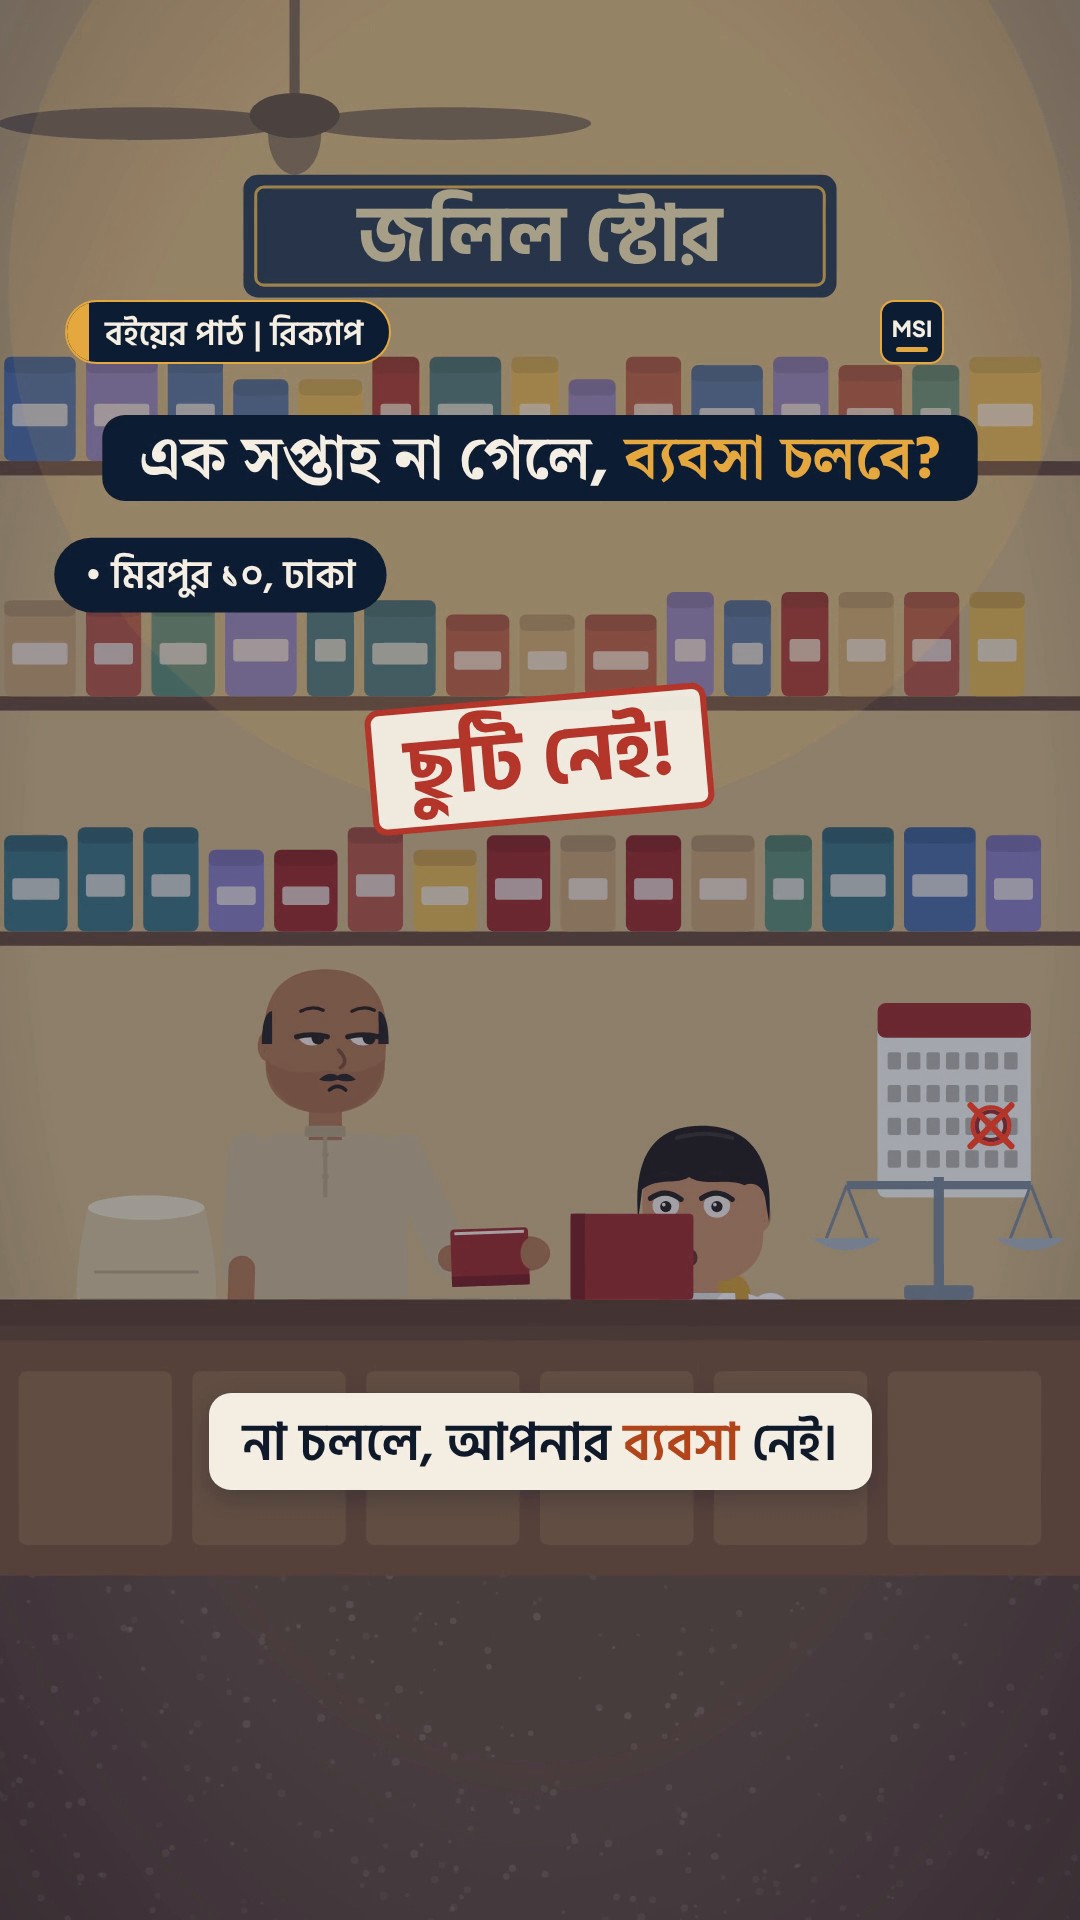 জলিল স্টোর
বইয়ের পাঠ | রিক্যাপ
MSI
এক সপ্তাহ না গেলে, ব্যবসা চলবে?
• মিরপুর ১০, ঢাকা
ছুটি নেই!
না চললে, আপনার ব্যবসা নেই।